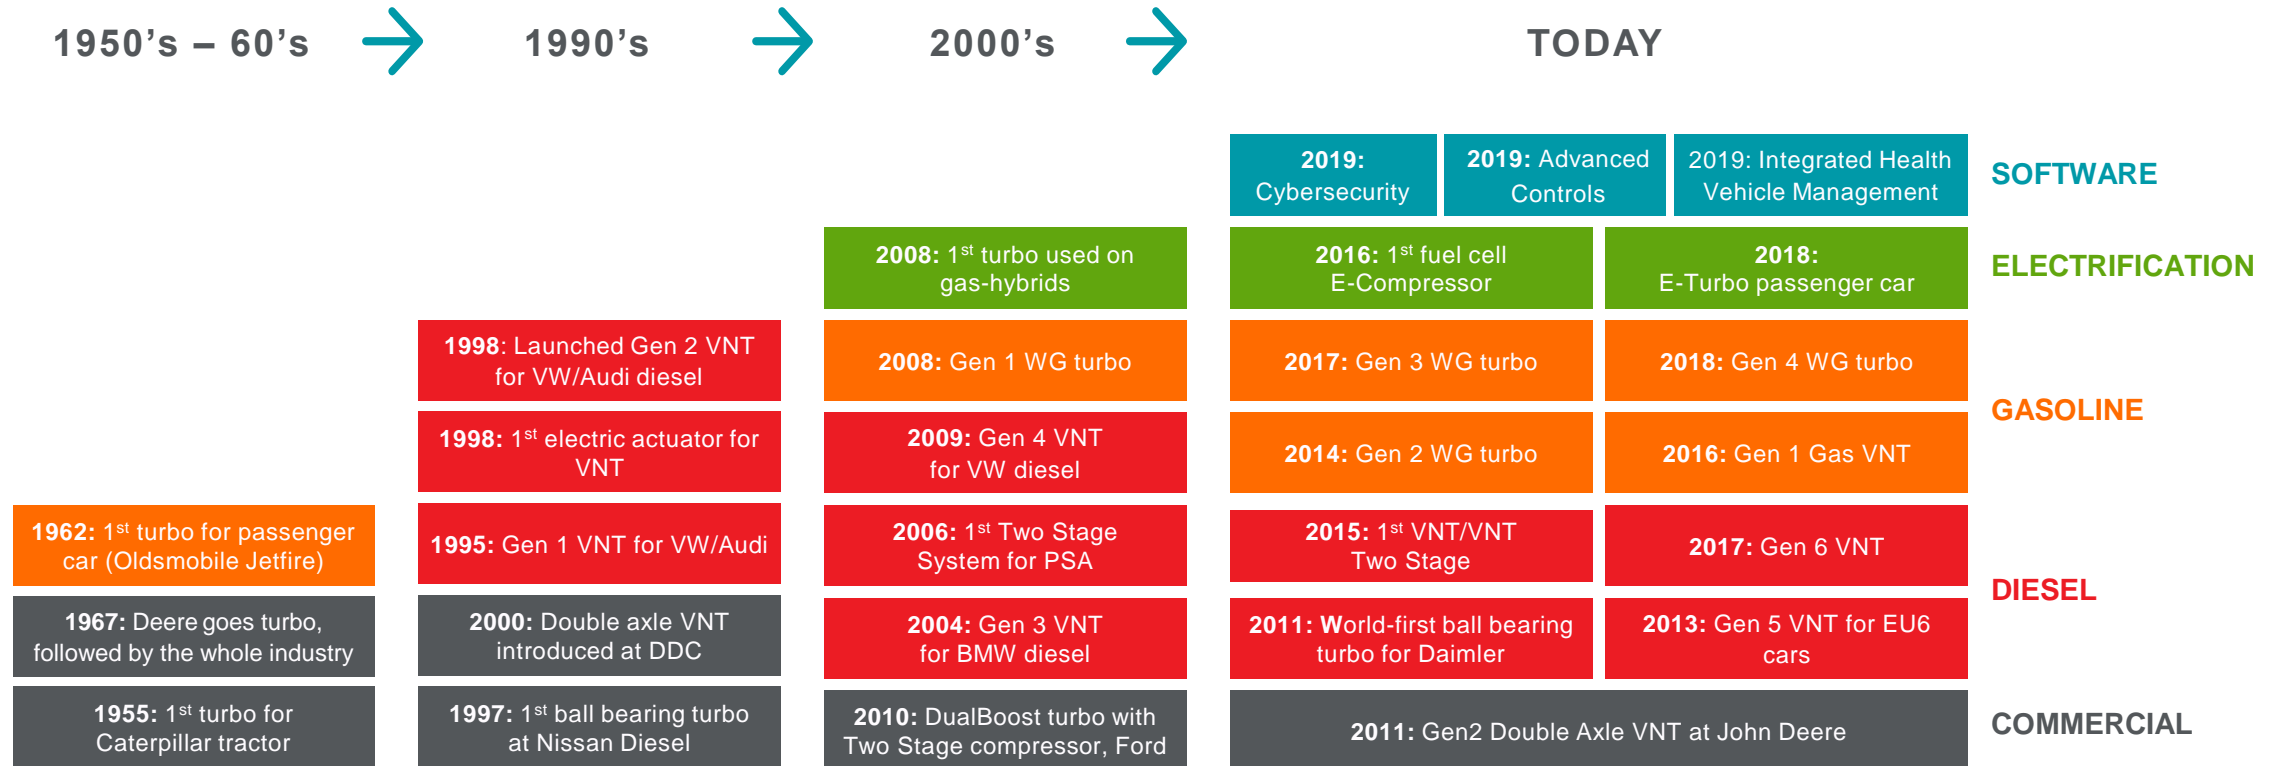 1950’s – 60’s
1990’s
2000’s
TODAY
2019:
Cybersecurity
2019: Advanced
Controls
2019: Integrated Health
Vehicle Management
SOFTWARE
2008: 1st turbo used on
gas-hybrids
2016: 1st fuel cell
E-Compressor
2018:
E-Turbo passenger car
ELECTRIFICATION
1998: Launched Gen 2 VNT
for VW/Audi diesel
2008: Gen 1 WG turbo
2017: Gen 3 WG turbo
2018: Gen 4 WG turbo
GASOLINE
1998: 1st electric actuator for
VNT
2009: Gen 4 VNT
for VW diesel
2014: Gen 2 WG turbo
2016: Gen 1 Gas VNT
1962: 1st turbo for passenger
car (Oldsmobile Jetfire)
1995: Gen 1 VNT for VW/Audi
2006: 1st Two Stage
System for PSA
2015: 1st VNT/VNT
Two Stage
2017: Gen 6 VNT
DIESEL
1967: Deere goes turbo,
followed by the whole industry
2000: Double axle VNT
introduced at DDC
2004: Gen 3 VNT
for BMW diesel
2011: World-first ball bearing
turbo for Daimler
2013: Gen 5 VNT for EU6
cars
1955: 1st turbo for
Caterpillar tractor
1997: 1st ball bearing turbo
at Nissan Diesel
2010: DualBoost turbo with
Two Stage compressor, Ford
2011: Gen2 Double Axle VNT at John Deere
COMMERCIAL